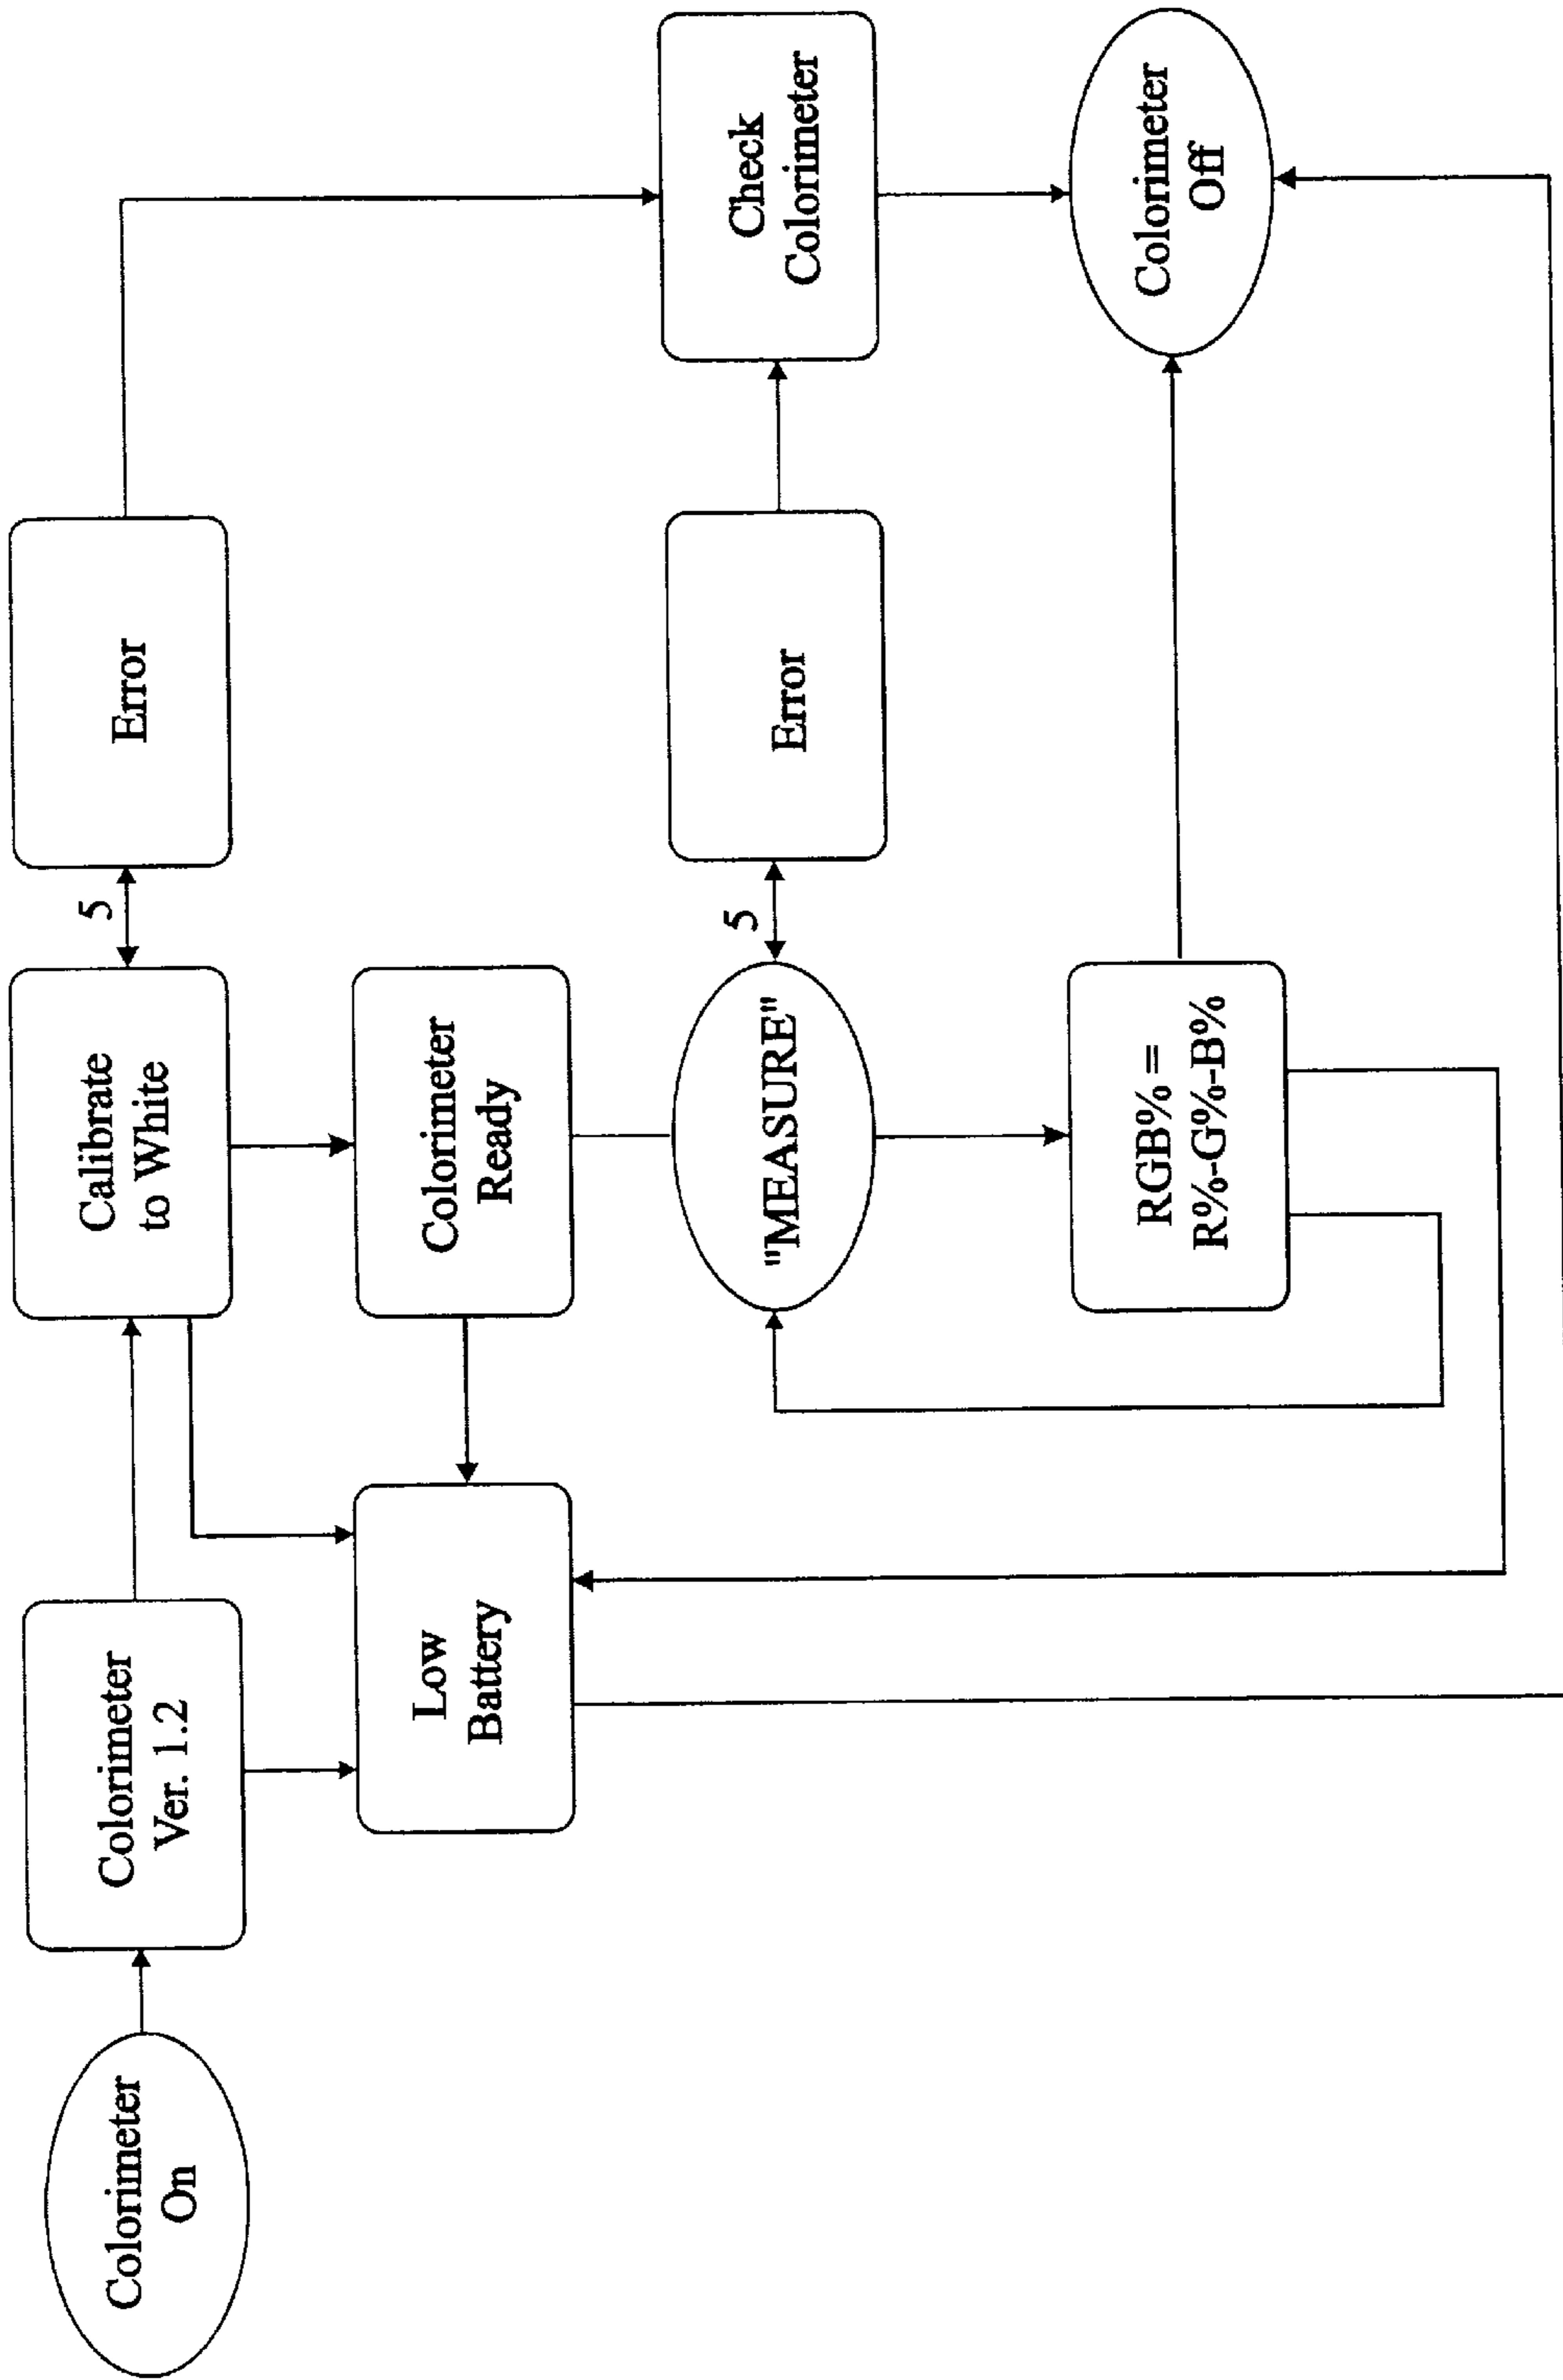 Colorimeter
On
Colorimeter
Ver. 1.2
Calibrate
to White
5
Error
Low
Battery
Colorimeter
Ready
"MEASURE"
5
Error
Check
Colorimeter
RGB% =
R%-G%-B%
Colorimeter
Off